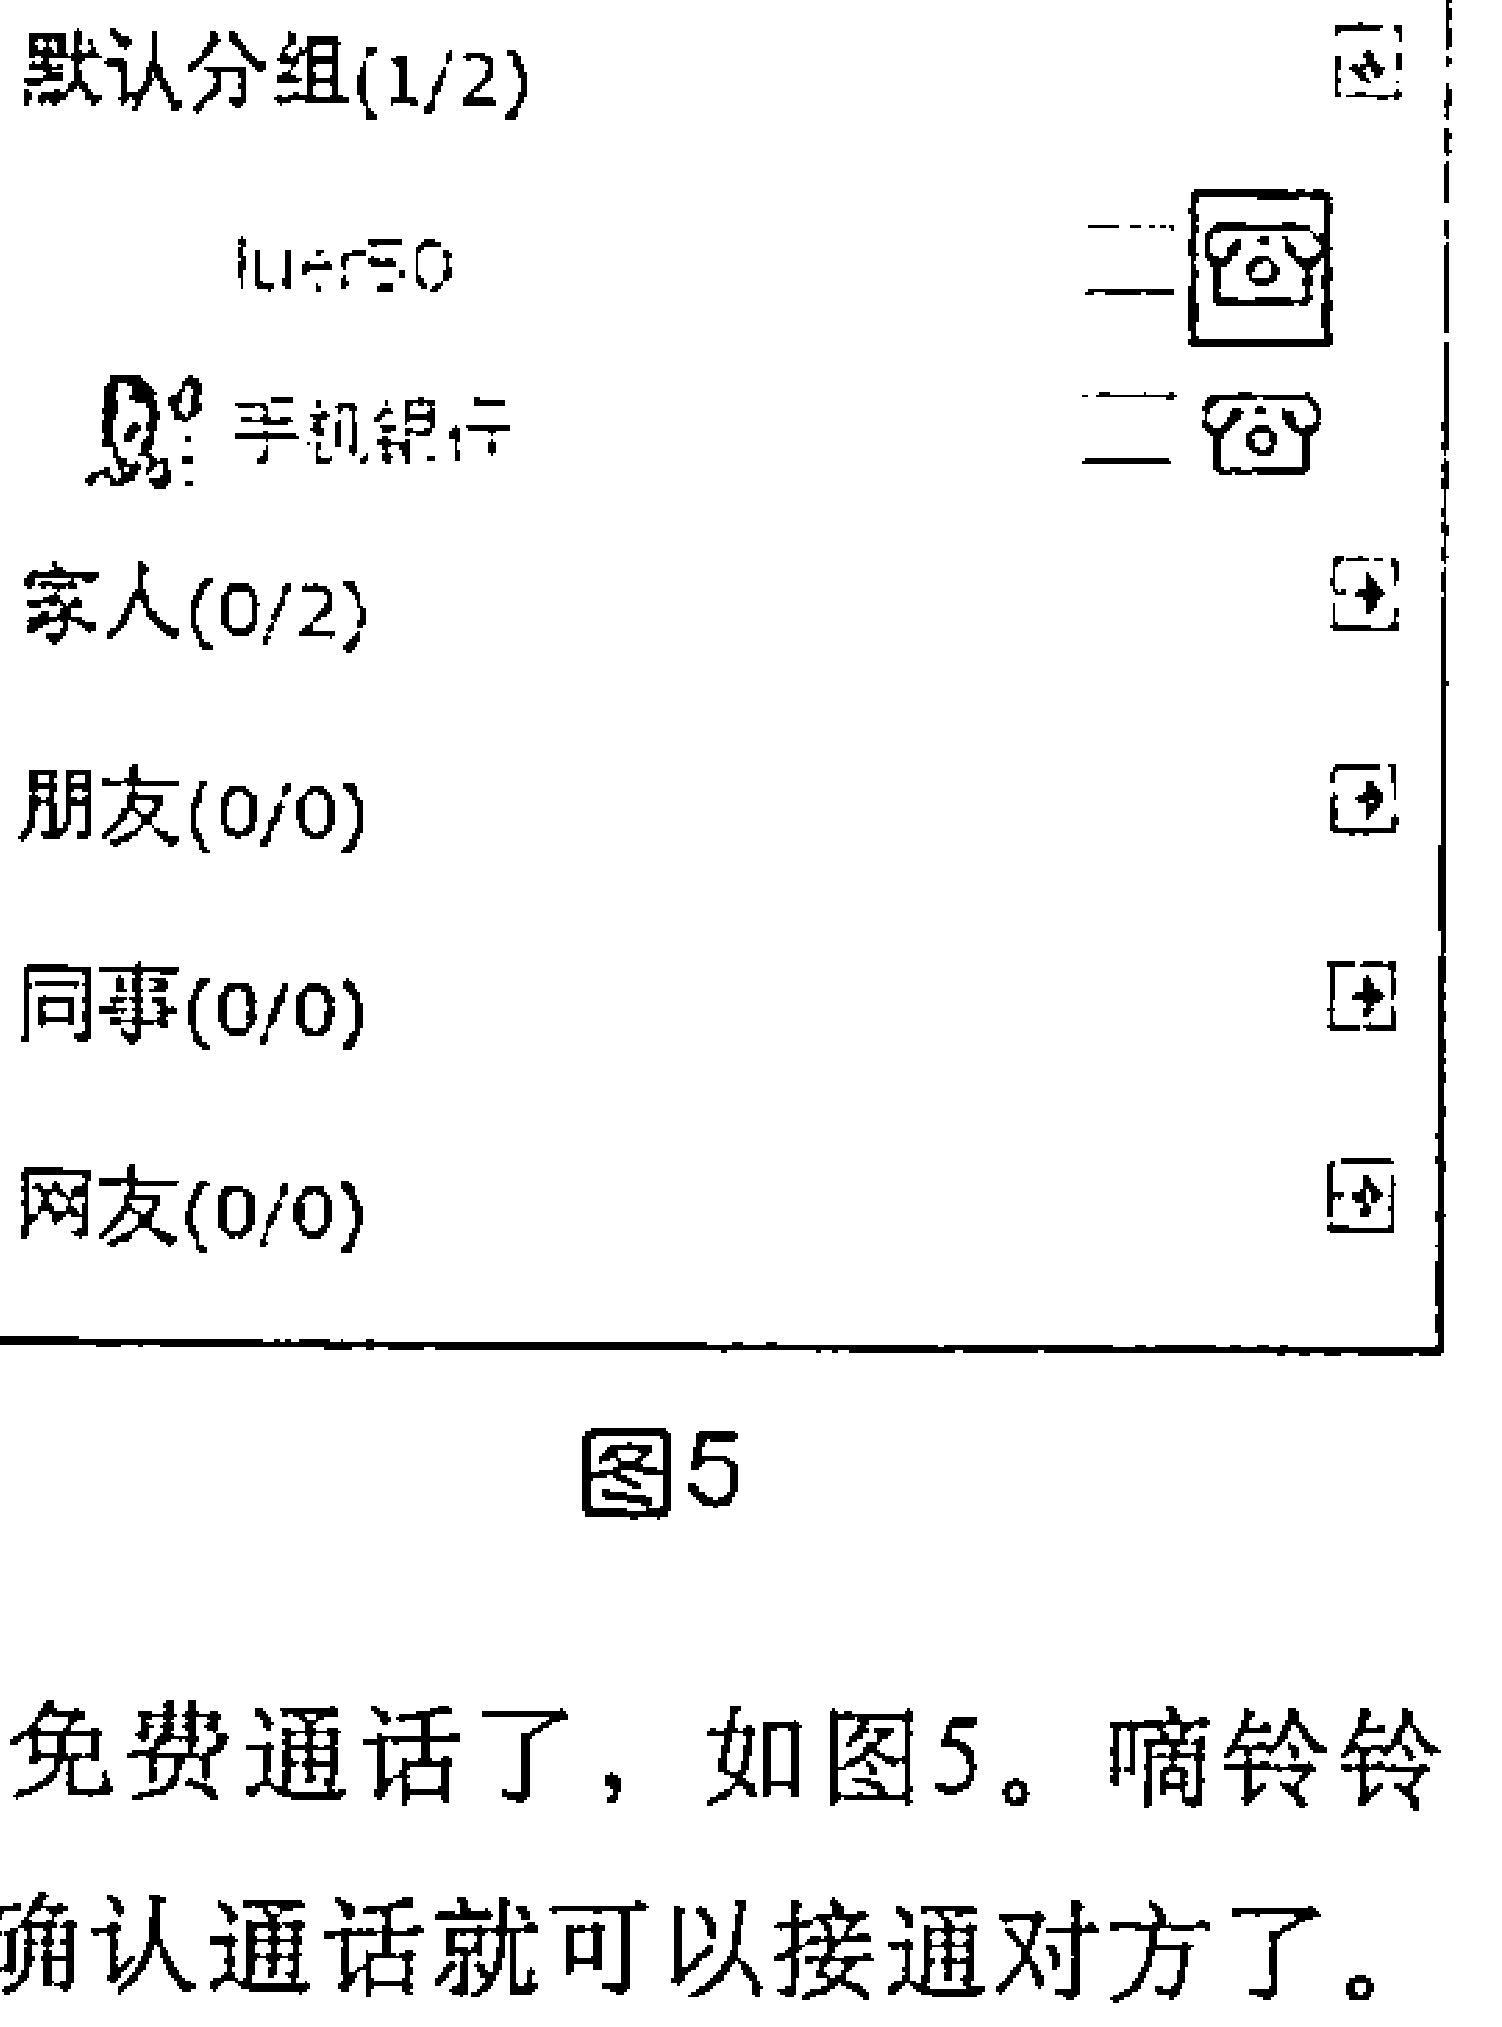 默认分组(1/2)
手机银行
家人(0/2)
朋友(0/0)
同事(0/0)
网友(0/0)
图5
免费通话了，如图5。嘀铃铃
确认通话就可以接通对方了。